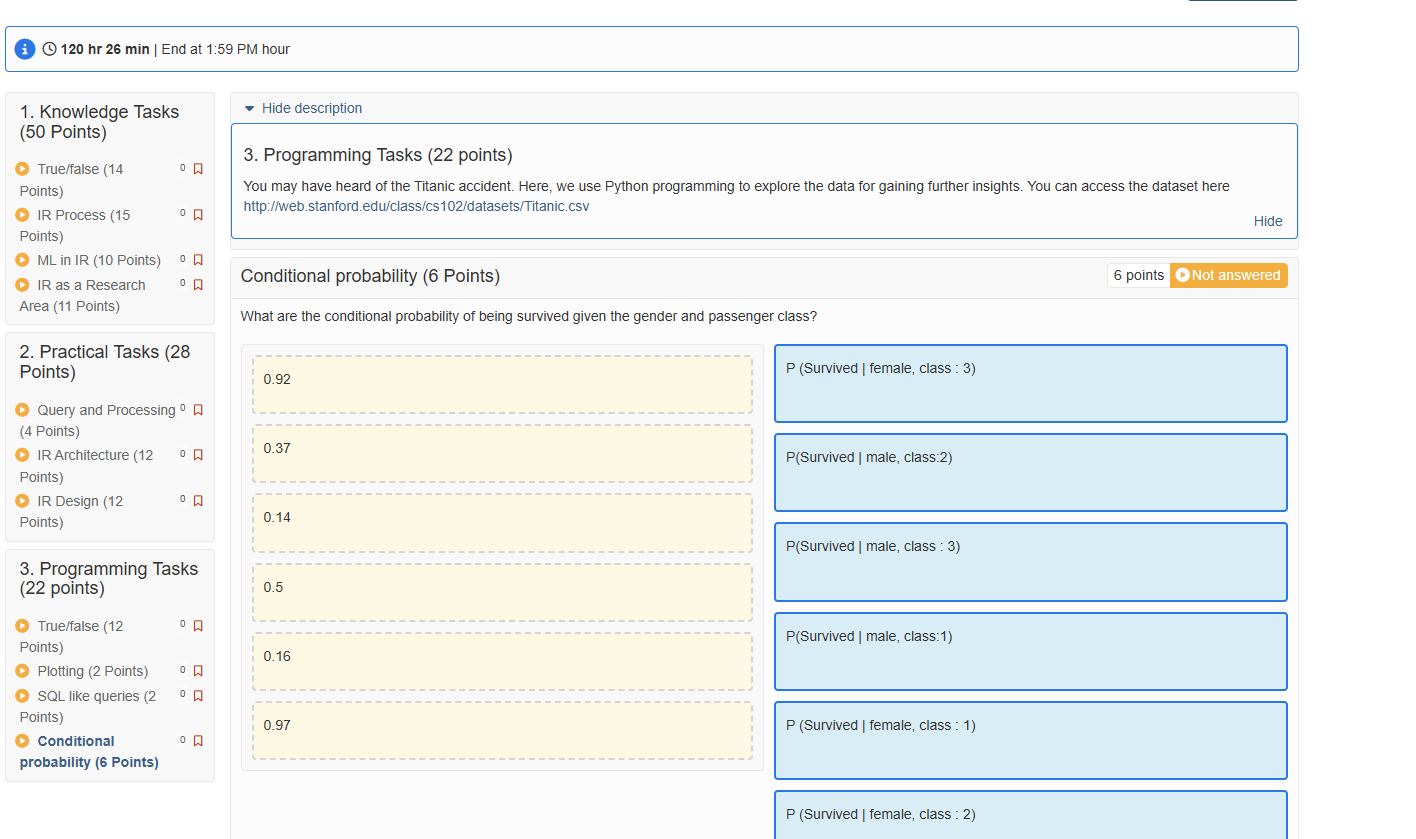 120 hr 26 min | End at 1:59 PM hour
1. Knowledge Tasks
(50 Points)
True/false (14 0
Points)
IR Process (15 0
Points)
ML in IR (10 Points) 0
IR as a Research 0
Area (11 Points)
2. Practical Tasks (28
Points)
Query and Processing 0
(4 Points)
IR Architecture (12 0
Points)
IR Design (12 0
Points)
3. Programming Tasks
(22 points)
True/false (12 0
Points)
Plotting (2 Points) 0
SQL like queries (2 0
Points)
Conditional 0
probability (6 Points)
Hide description
3. Programming Tasks (22 points)
You may have heard of the Titanic accident. Here, we use Python programming to explore the data for gaining further insights. You can access the dataset here
http://web.stanford.edu/class/cs102/datasets/Titanic.csv
Hide
Conditional probability (6 Points)
6 points Not answered
What are the conditional probability of being survived given the gender and passenger class?
0.92
0.37
0.14
0.5
0.16
0.97
P (Survived | female, class : 3)
P(Survived | male, class:2)
P(Survived | male, class : 3)
P(Survived | male, class:1)
P (Survived | female, class : 1)
P (Survived | female, class : 2)